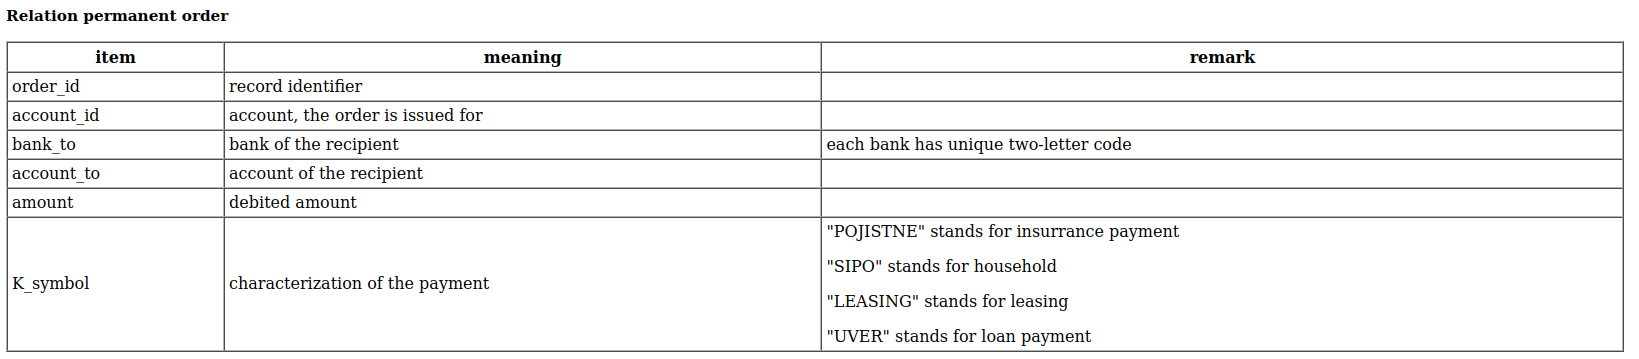 Relation permanent order
item meaning remark
order_id record identifier
account_id account, the order is issued for
bank_to bank of the recipient each bank has unique two-letter code
account_to account of the recipient
amount debited amount
K_symbol characterization of the payment
"POJISTNE" stands for insurrance payment
"SIPO" stands for household
"LEASING" stands for leasing
"UVER" stands for loan payment